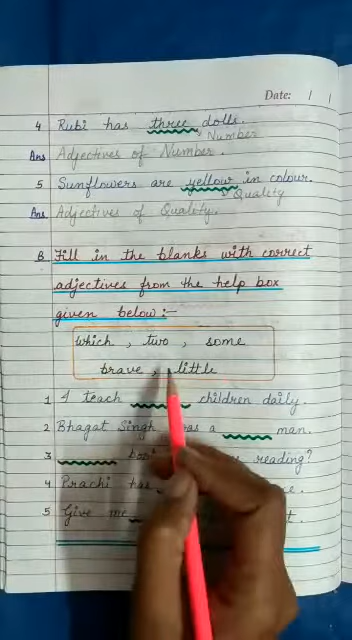 Date: / /
4 Rubi has three dolls.
Number
Ans Adjectives of Number.
5 Sunflowers are yellow in colour.
Quality
Ans Adjectives of Quality.
B Fill in the blanks with correct
adjectives from the help box
given below:-
which, two, some
brave, little
1 I teach ____ children daily.
2 Bhagat Singh was a ____ man.
3 ____ reading?
4 Prachi has
5 Give me